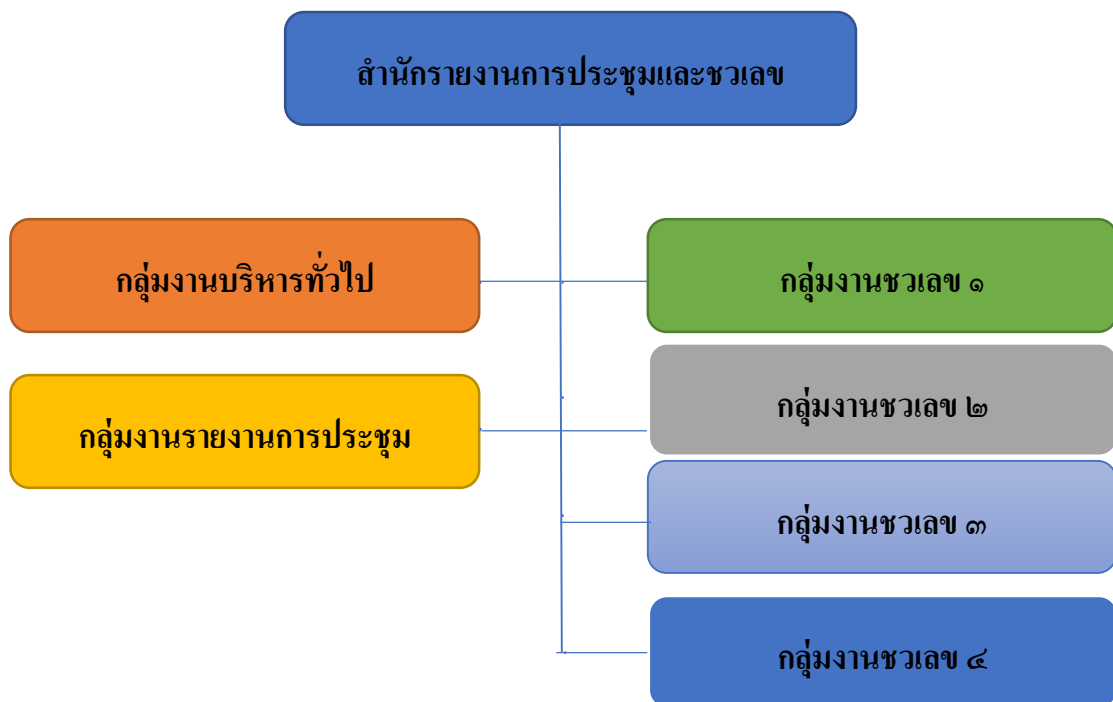 สำนักรายงานการประชุมและชวเลข
กลุ่มงานบริหารทั่วไป
กลุ่มงานชวเลข ๑
กลุ่มงานรายงานการประชุม
กลุ่มงานชวเลข ๒
กลุ่มงานชวเลข ๓
กลุ่มงานชวเลข ๔